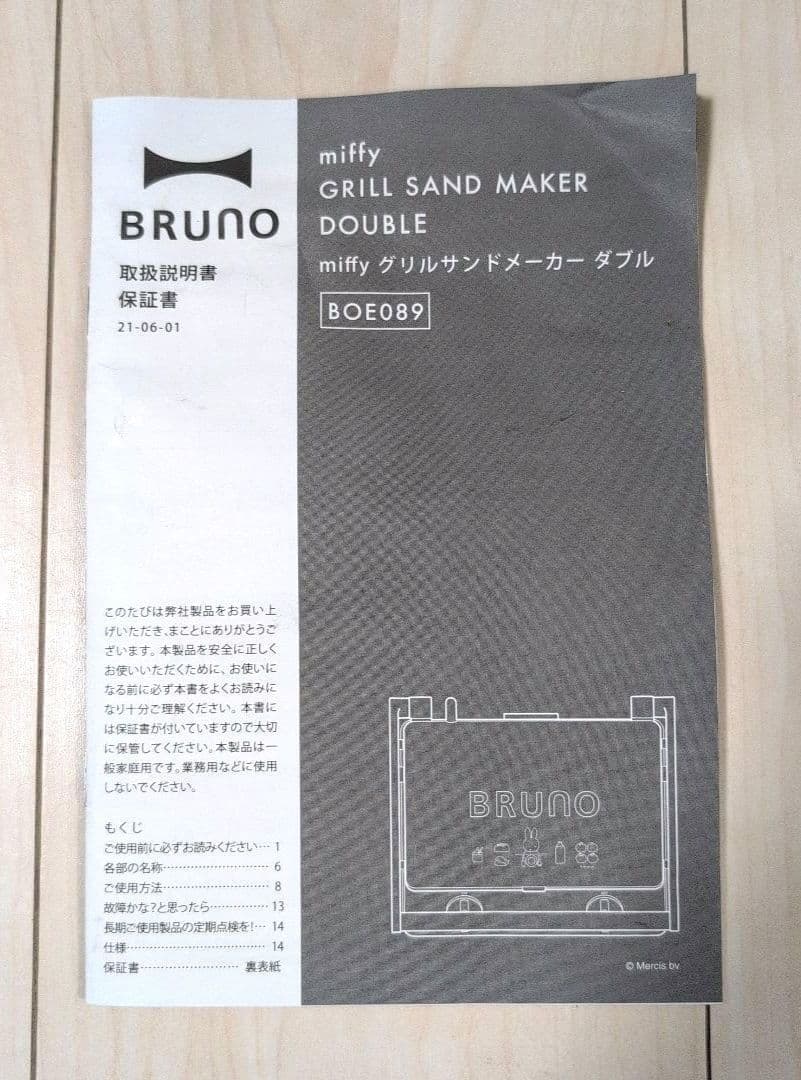 BRUNO
取扱説明書
保証書
21-06-01
miffy
GRILL SAND MAKER
DOUBLE
miffy グリルサンドメーカー ダブル
BOE089
このたびは弊社製品をお買い上
げいただき、まことにありがとうご
ざいます。本製品を安全に正しく
お使いいただくために、お使いに
なる前に必ず本書をよくお読みに
なり十分ご理解ください。本書に
は保証書が付いていますので大切
に保管してください。本製品は一
般家庭用です。業務用などに使用
しないでください。
もくじ
ご使用前に必ずお読みください… 1
各部の名称………………… 6
ご使用方法………………… 8
故障かな？と思ったら………… 13
長期ご使用製品の定期点検を！… 14
仕様……………………… 14
保証書………………… 裏表紙
BRUNO
© Mercis bv